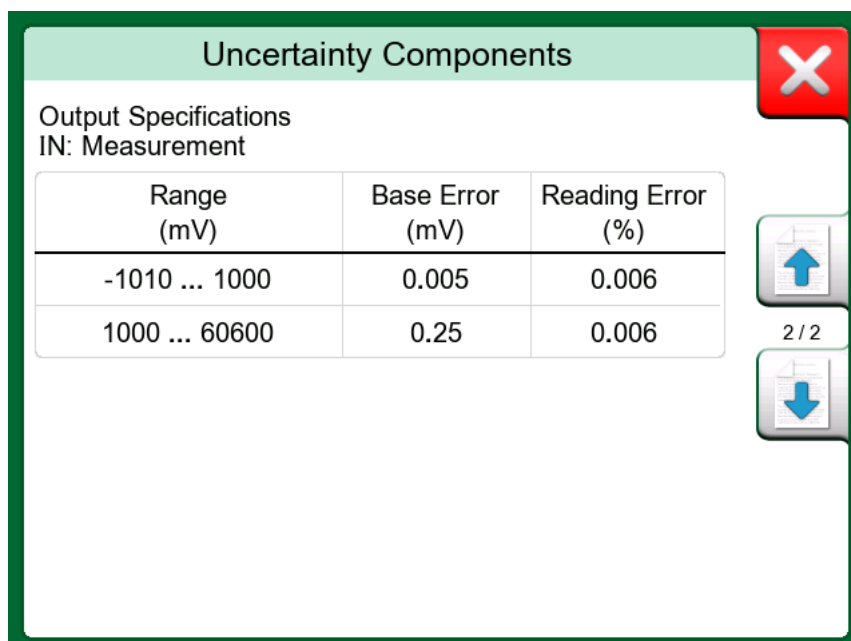 Uncertainty Components
Output Specifications
IN: Measurement
Range Base Error Reading Error
(mV) (mV) (%)
-1010 ... 1000 0.005 0.006
1000 ... 60600 0.25 0.006
2 / 2